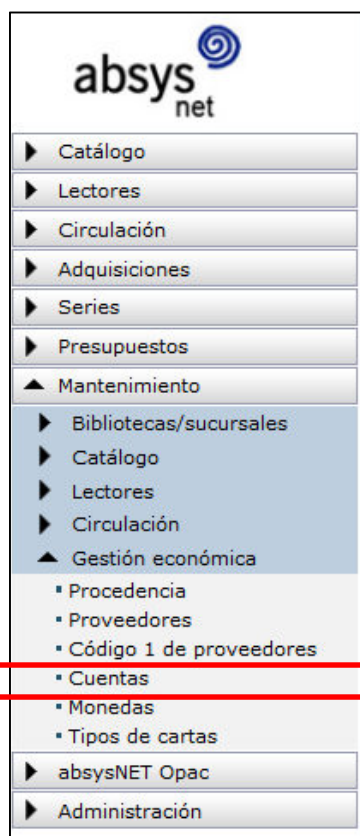 absys
net
Catálogo
Lectores
Circulación
Adquisiciones
Series
Presupuestos
Mantenimiento
Bibliotecas/sucursales
Catálogo
Lectores
Circulación
Gestión económica
Procedencia
Proveedores
Código 1 de proveedores
Cuentas
Monedas
Tipos de cartas
absysNET Opac
Administración